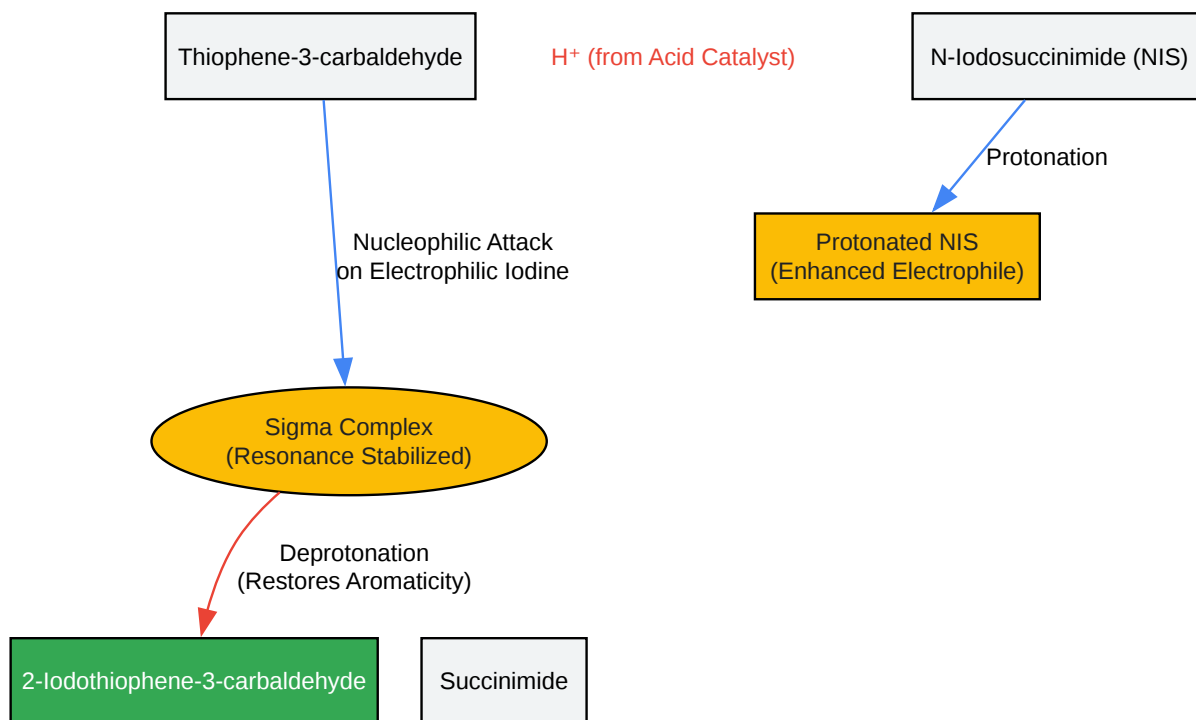 Thiophene-3-carbaldehyde
H⁺ (from Acid Catalyst)
N-Iodosuccinimide (NIS)
Protonation
Nucleophilic Attack
on Electrophilic Iodine
Protonated NIS
(Enhanced Electrophile)
Sigma Complex
(Resonance Stabilized)
Deprotonation
(Restores Aromaticity)
2-Iodothiophene-3-carbaldehyde
Succinimide